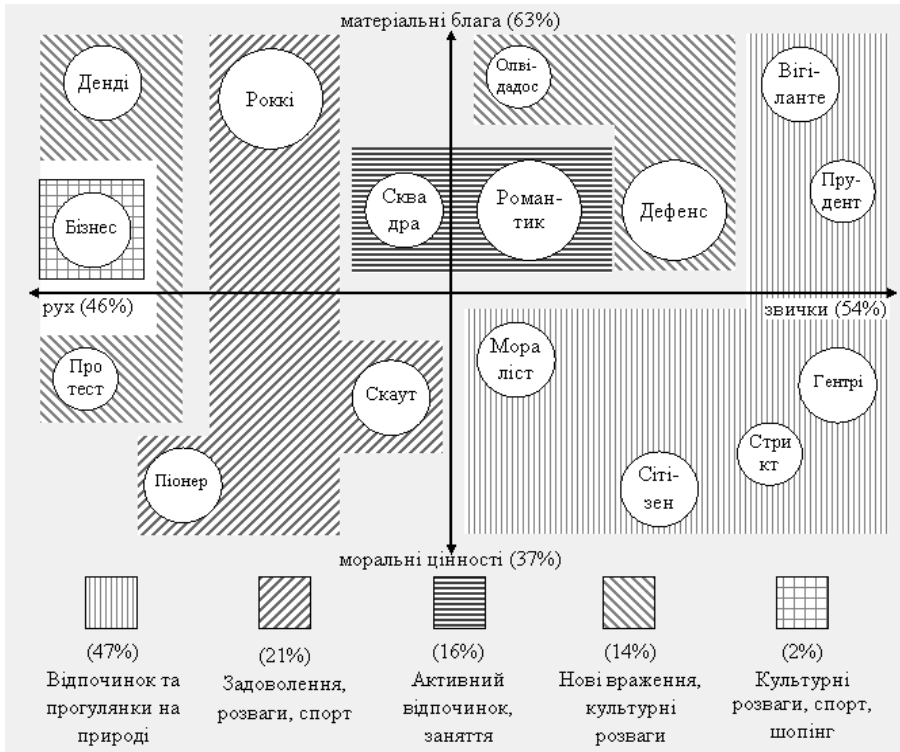 матеріальні блага (63%)
Денді
Роккі
Олві-
дадос
Вігі-
ланте
Сква
дра
Роман-
тик
Дефенс
Пру-
дент
Бізнес
рух (46%)
звички (54%)
Про
тест
Скаут
Мора
ліст
Гентрі
Стри
кт
Піонер
Сіті-
зен
моральні цінності (37%)
(47%)
Відпочинок та
прогулянки на
природі
(21%)
Задоволення,
розваги, спорт
(16%)
Активний
відпочинок,
заняття
(14%)
Нові враження,
культурні
розваги
(2%)
Культурні
розваги, спорт,
шопінг